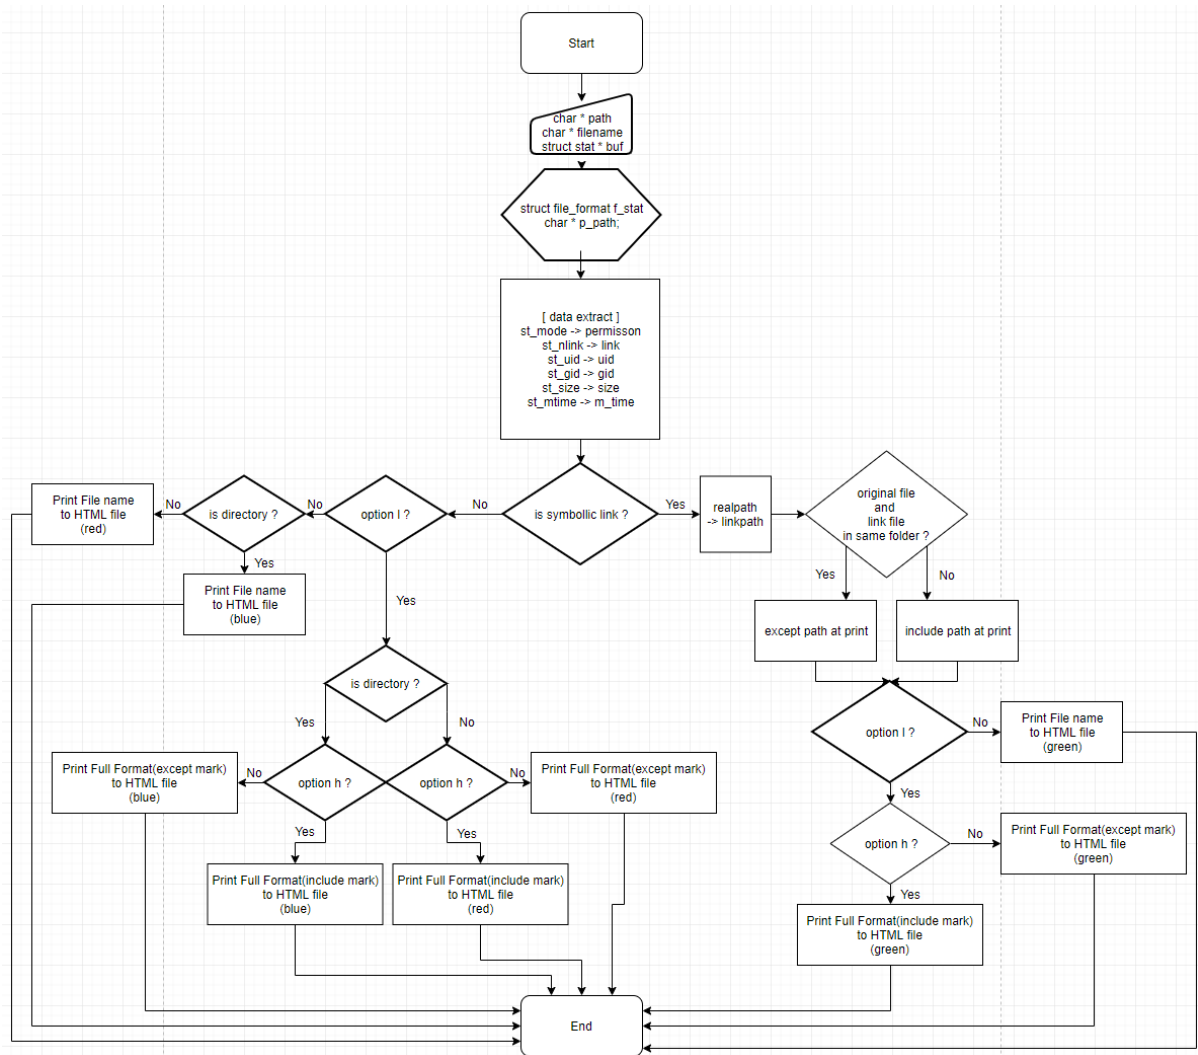 Start
char * path
char * filename
struct stat * buf
struct file_format f_stat
char * p_path;
[ data extract ]
st_mode -> permisson
st_nlink -> link
st_uid -> uid
st_gid -> gid
st_size -> size
st_mtime -> m_time
Print File name
to HTML file
(red)
No
is directory ?
No
option l ?
No
is symbollic link ?
Yes
realpath
-> linkpath
original file
and
link file
in same folder ?
Yes
Print File name
to HTML file
(blue)
Yes
Yes
No
except path at print
include path at print
is directory ?
Yes
No
option l ?
No
Print File name
to HTML file
(green)
Print Full Format(except mark)
to HTML file
(blue)
No
option h ?
option h ?
No
Print Full Format(except mark)
to HTML file
(red)
Yes
Yes
Yes
option h ?
No
Print Full Format(except mark)
to HTML file
(green)
Print Full Format(include mark)
to HTML file
(blue)
Print Full Format(include mark)
to HTML file
(red)
Yes
Print Full Format(include mark)
to HTML file
(green)
End